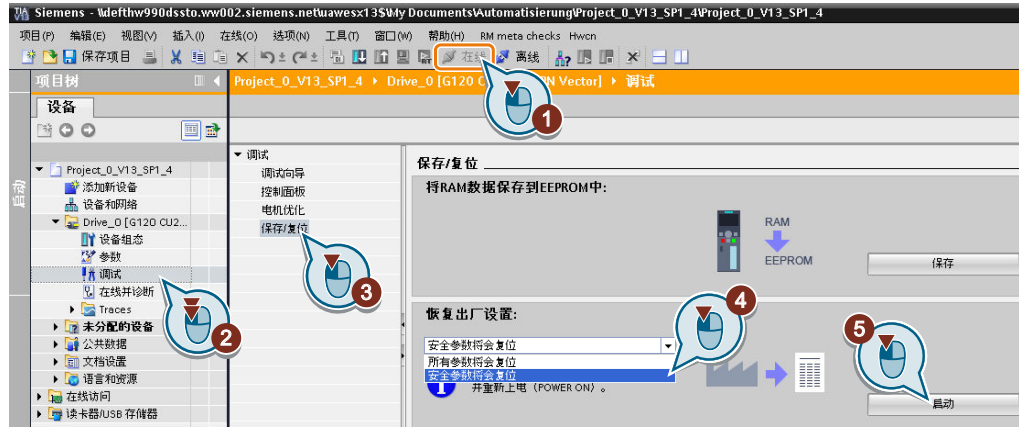 Siemens - \\defthw990dssto.ww002.siemens.net\uawesx13$\My Documents\Automatisierung\Project_0_V13_SP1_4\Project_0_V13_SP1_4
项目(P) 编辑(E) 视图(V) 插入(I) 在线(O) 选项(N) 工具(T) 窗口(W) 帮助(H) RM meta checks Hwcn
保存项目 在线 离线
项目树
Project_0_V13_SP1_4 Drive_0 [G120 Vector] 调试
设备
1
启动
Project_0_V13_SP1_4
添加新设备
设备和网络
Drive_0 [G120 CU2...
设备组态
参数
调试
在线并诊断
Traces
未分配的设备
公共数据
文档设置
语言和资源
在线访问
读卡器/USB 存储器
2
调试
调试向导
控制面板
电机优化
保存/复位
3
保存/复位
将RAM数据保存到EEPROM中:
RAM
EEPROM
保存
恢复出厂设置:
4
5
安全参数将会复位
所有参数将会复位
安全参数将会复位
并重新上电 (POWER ON) 。
启动